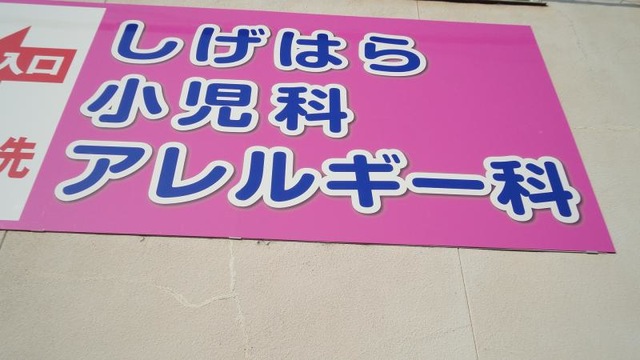 入口
先
しげはら
小児科
アレルギー科